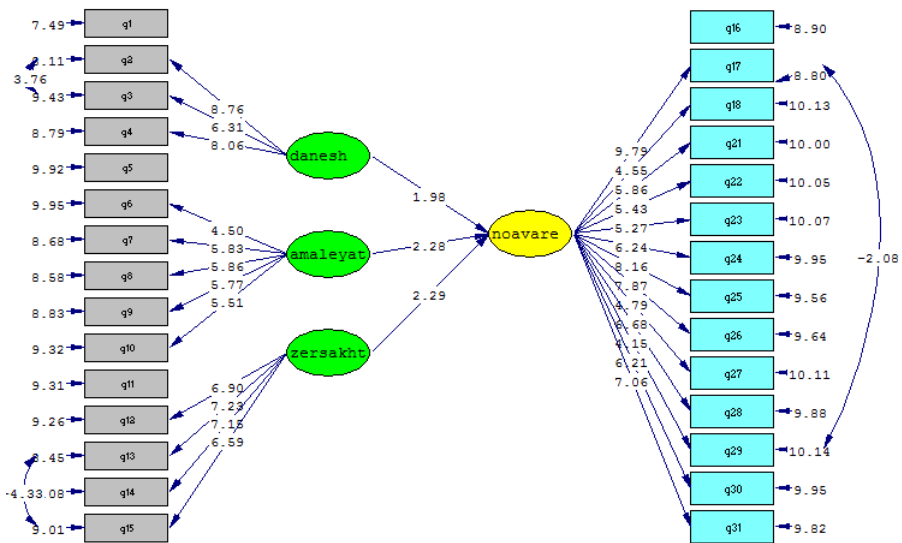 7.49 q1
q2
3.76
9.43 q3
8.79 q4
9.92 q5
9.95 q6
8.68 q7
8.58 q8
8.83 q9
9.32 q10
9.31 q11
9.26 q12
q13
q14
9.01 q15
8.76
6.31
8.06
danesh
4.50
5.83
5.86
5.77
5.51
amaleyat
6.90
7.23
7.15
6.59
zersakht
1.98
2.28
2.29
noavare
9.79
4.55
5.86
5.43
5.27
6.24
8.16
7.87
4.79
6.68
4.15
6.21
7.06
q16 8.90
q17 8.80
q18 10.13
q21 10.00
q22 10.05
q23 10.07
q24 9.95
q25 9.56
q26 9.64
q27 10.11
q28 9.88
q29 10.14
q30 9.95
q31 9.82
-2.08